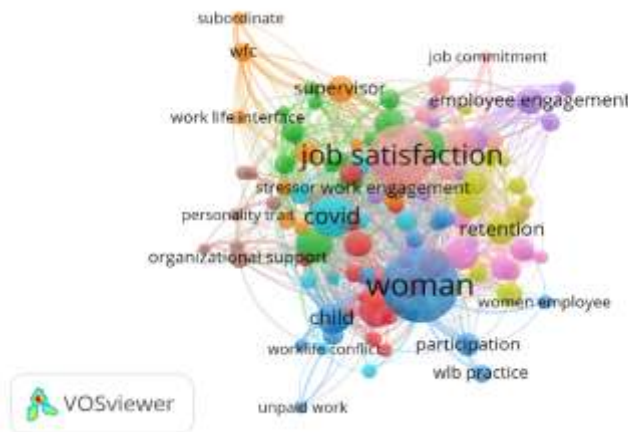 subordinate
wfc
job commitment
supervisor
employee engagement
work life interface
job satisfaction
stressor work engagement
personality trait
covid
retention
organizational support
woman
women employee
child
worklife conflict
participation
wlb practice
unpaid work
VOSviewer